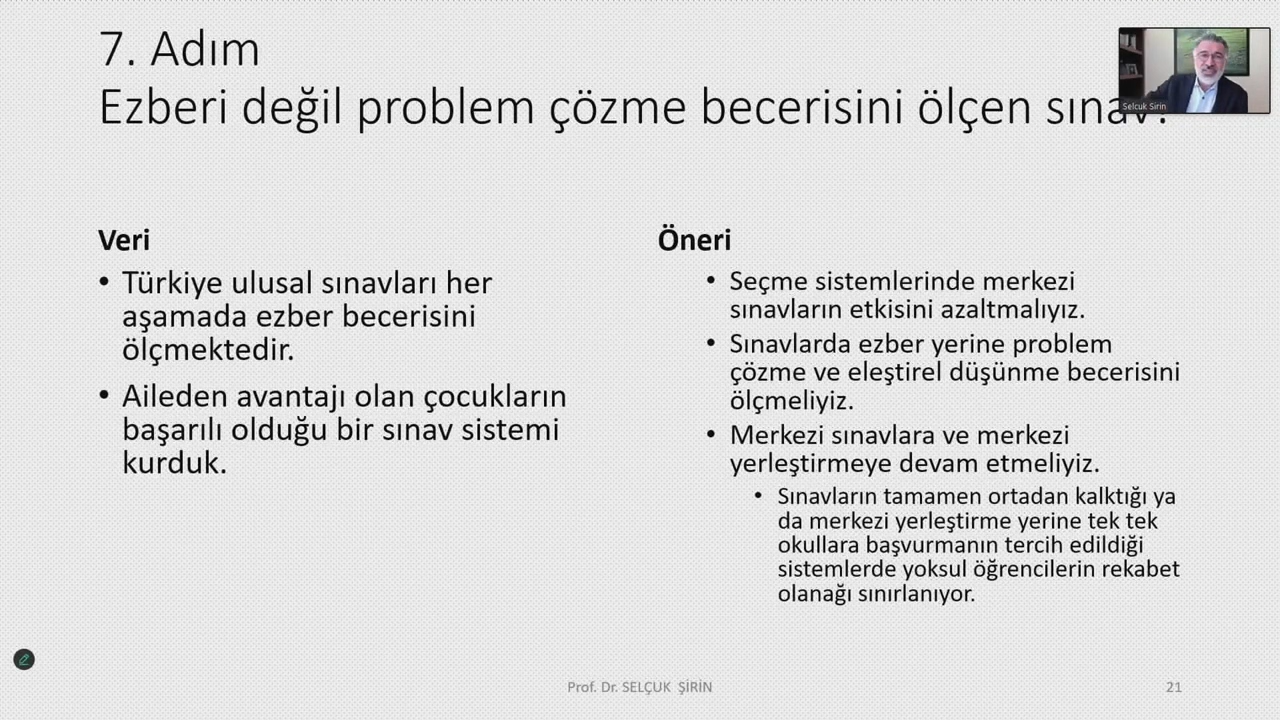 7. Adım
Ezberi değil problem çözme becerisini ölçen
Selcuk Sirin
Veri
• Türkiye ulusal sınavları her
aşamada ezber becerisini
ölçmektedir.
• Aileden avantajı olan çocukların
başarılı olduğu bir sınav sistemi
kurduk.
Öneri
• Seçme sistemlerinde merkezi
sınavların etkisini azaltmalıyız.
• Sınavlarda ezber yerine problem
çözme ve eleştirel düşünme becerisini
ölçmeliyiz.
• Merkezi sınavlara ve merkezi
yerleştirmeye devam etmeliyiz.
• Sınavların tamamen ortadan kalktığı ya
da merkezi yerleştirme yerine tek tek
okullara başvurmanın tercih edildiği
sistemlerde yoksul öğrencilerin rekabet
olanağı sınırlanıyor.
Prof. Dr. SELÇUK ŞİRİN
21